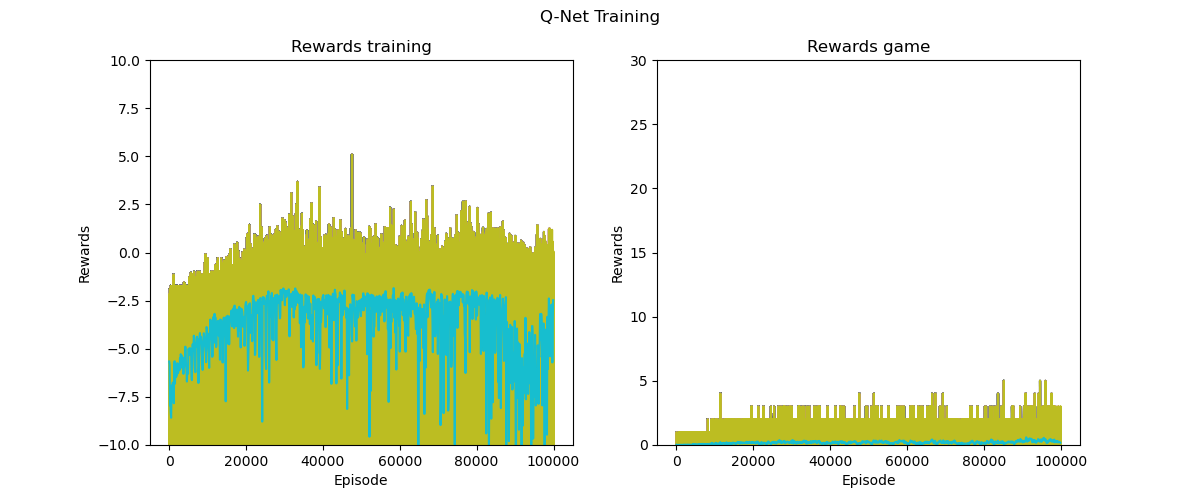 Q-Net Training
Rewards training
Rewards
10.0
7.5
5.0
2.5
0.0
−2.5
−5.0
−7.5
−10.0
0 20000 40000 60000 80000 100000
Episode
Rewards game
Rewards
30
25
20
15
10
5
0
0 20000 40000 60000 80000 100000
Episode